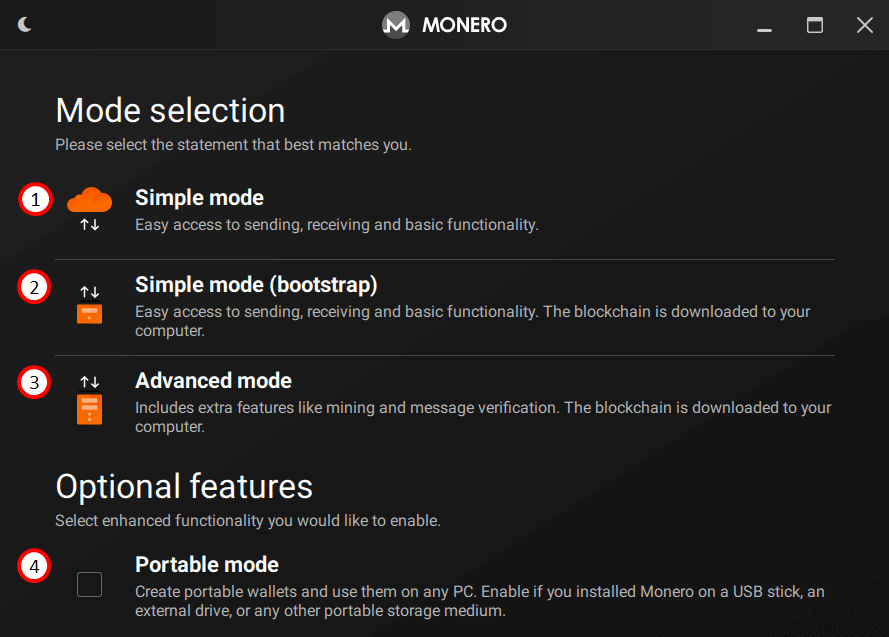 MONERO
Mode selection
Please select the statement that best matches you.
1
Simple mode
Easy access to sending, receiving and basic functionality.
2
Simple mode (bootstrap)
Easy access to sending, receiving and basic functionality. The blockchain is downloaded to your
computer.
3
Advanced mode
Includes extra features like mining and message verification. The blockchain is downloaded to your
computer.
Optional features
Select enhanced functionality you would like to enable.
4
Portable mode
Create portable wallets and use them on any PC. Enable if you installed Monero on a USB stick, an
external drive, or any other portable storage medium.